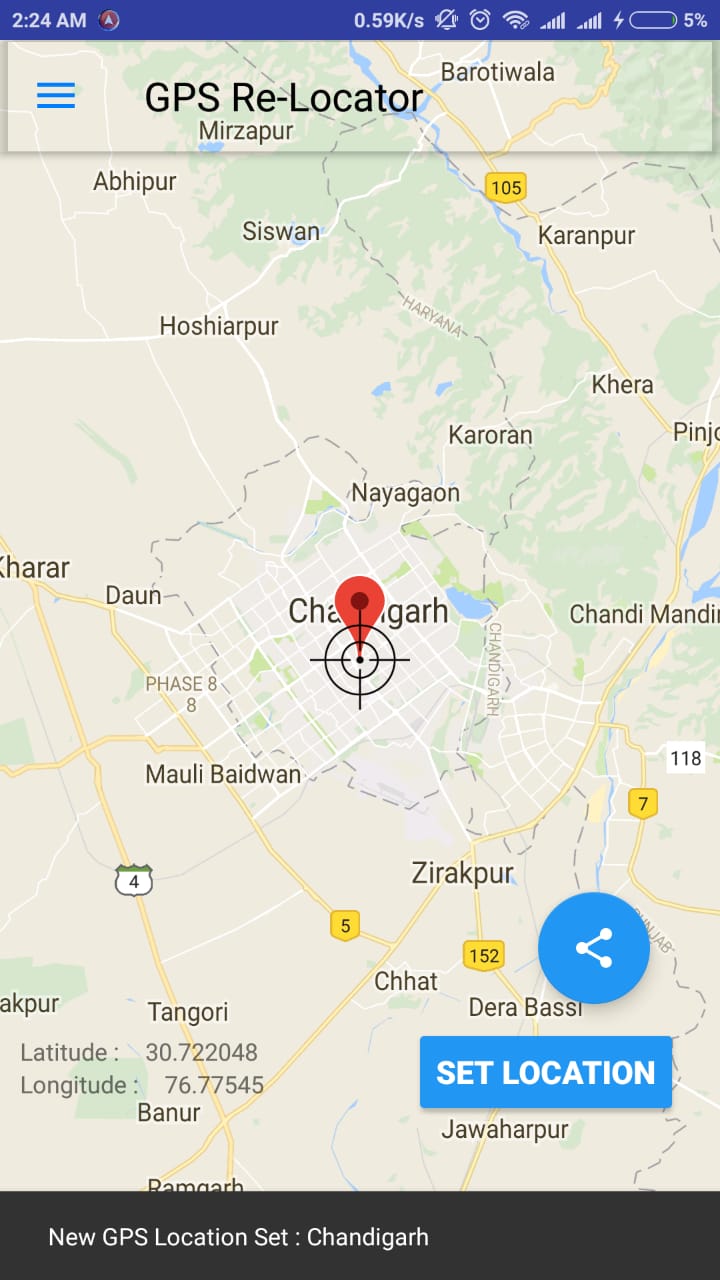 2:24 AM 0.59K/s 5%
Barotiwala
GPS Re-Locator
Mirzapur
Abhipur
105
Siswan
Karanpur
HARYANA
Hoshiarpur
Khera
Karoran
Pinjo
Nayagaon
Kharar
Daun
Chandigarh
Chandi Mandir
CHANDIGARH
PHASE 8
8
118
Mauli Baidwan
7
Zirakpur
4
5
PUNJAB
152
Chhat
akpur
Tangori
Dera Bassi
Latitude : 30.722048
Longitude : 76.77545
SET LOCATION
Banur
Jawaharpur
Ramgarh
New GPS Location Set : Chandigarh